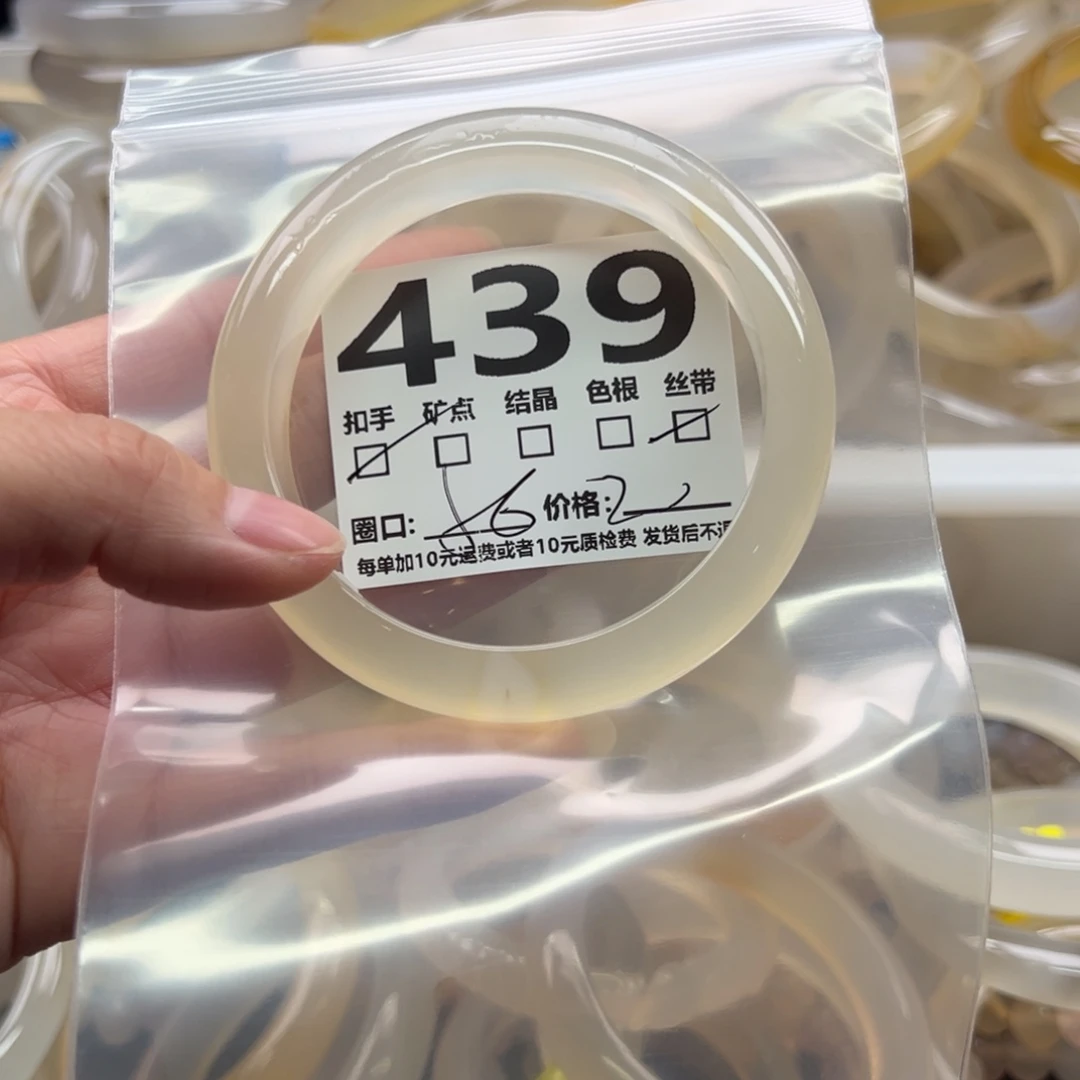 439
扣手 矿点 结晶 色根 丝带
圈口: 56 价格:
每单加10元运费或者10元质检费 发货后不退